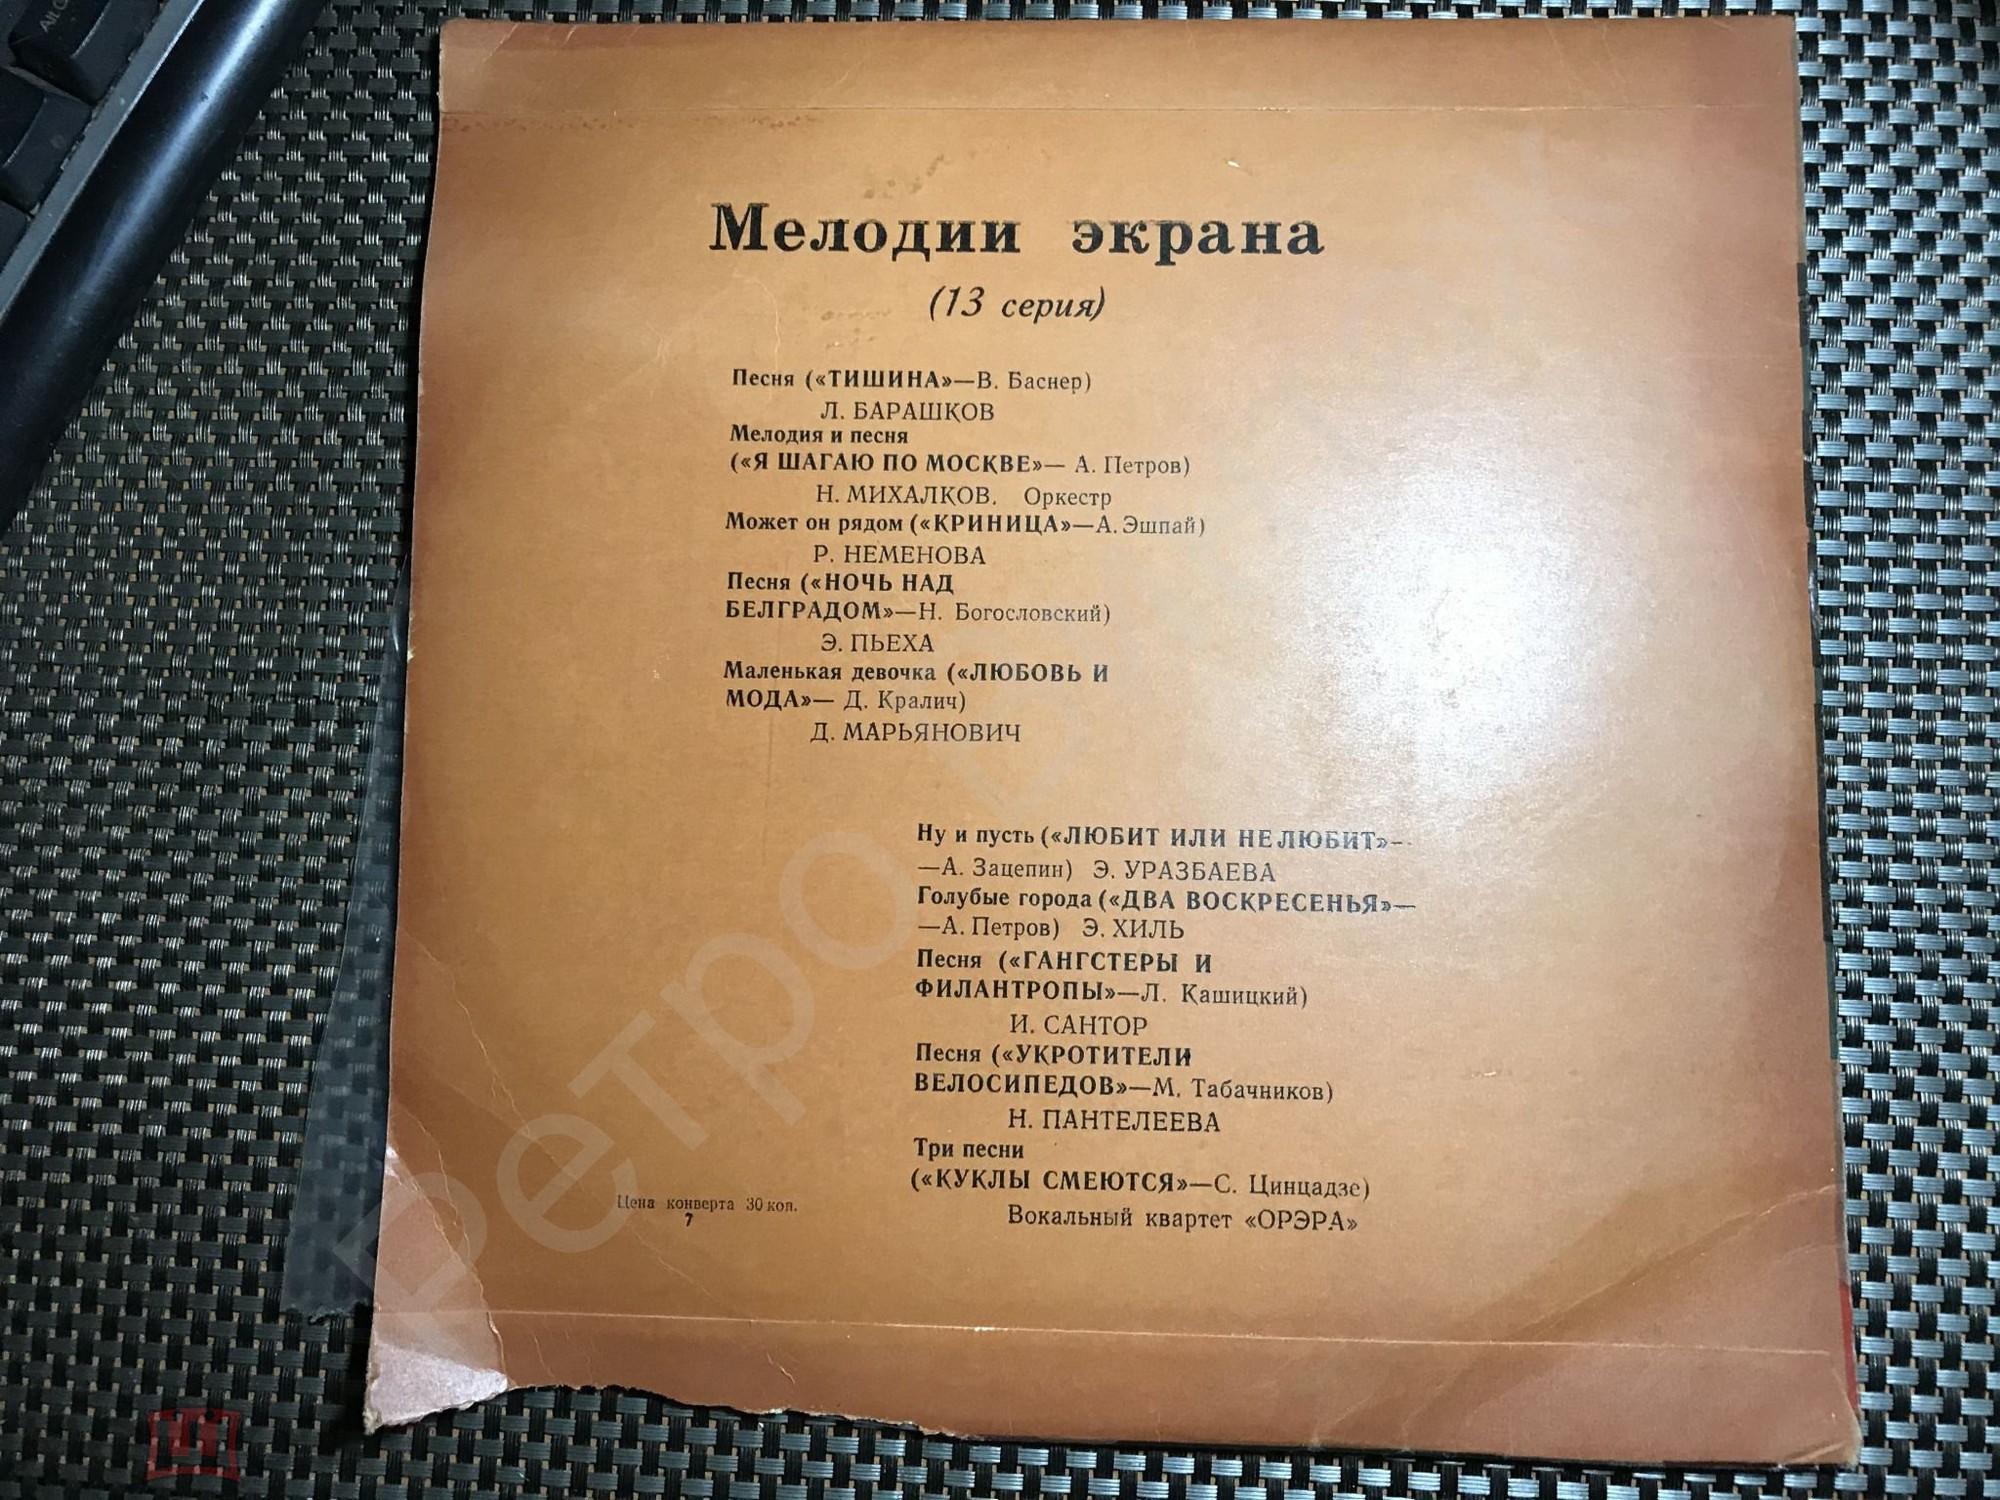 Мелодии экрана
(13 серия)
Песня («ТИШИНА»—В. Баснер)
Л. БАРАШКОВ
Мелодия и песня
(«Я ШАГАЮ ПО МОСКВЕ»— А. Петров)
Н. МИХАЛКОВ. Оркестр
Может он рядом («КРИНИЦА»—А. Эшпай)
Р. НЕМЕНОВА
Песня («НОЧЬ НАД
БЕЛГРАДОМ»—Н. Богословский)
Э. ПЬЕХА
Маленькая девочка («ЛЮБОВЬ И
МОДА»— Д. Кралич)
Д. МАРЬЯНОВИЧ
Ну и пусть («ЛЮБИТ ИЛИ НЕ ЛЮБИТ»—
—А. Зацепин) Э. УРАЗБАЕВА
Голубые города («ДВА ВОСКРЕСЕНЬЯ»—
—А. Петров) Э. ХИЛЬ
Песня («ГАНГСТЕРЫ И
ФИЛАНТРОПЫ»—Л. Кашицкий)
И. САНТОР
Песня («УКРОТИТЕЛИ
ВЕЛОСИПЕДОВ»—М. Табачников)
Н. ПАНТЕЛЕЕВА
Три песни
(«КУКЛЫ СМЕЮТСЯ»—С. Цинцадзе)
Вокальный квартет «ОРЭРА»
Цена конверта 30 коп.
7
Ретро